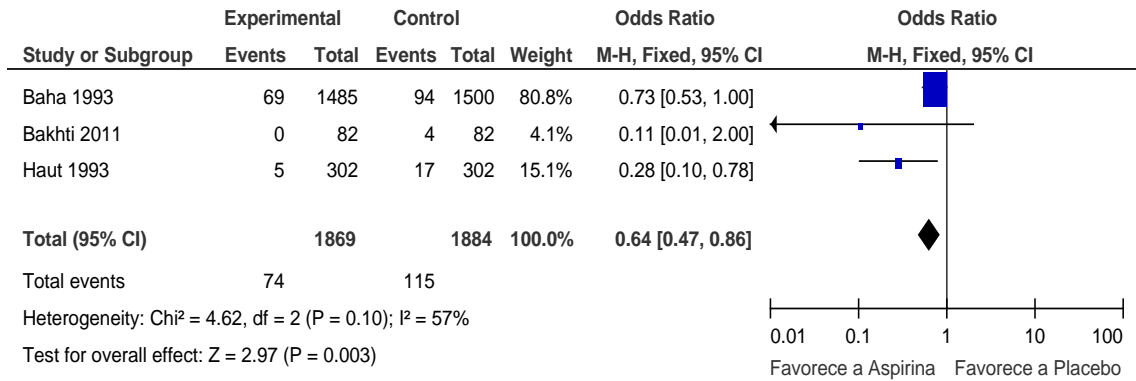 Experimental Control Odds Ratio Odds Ratio
Study or Subgroup Events Total Events Total Weight M-H, Fixed, 95% CI M-H, Fixed, 95% CI
Baha 1993 69 1485 94 1500 80.8% 0.73 [0.53, 1.00]
Bakhti 2011 0 82 4 82 4.1% 0.11 [0.01, 2.00]
Haut 1993 5 302 17 302 15.1% 0.28 [0.10, 0.78]
Total (95% CI) 1869 1884 100.0% 0.64 [0.47, 0.86]
Total events 74 115
Heterogeneity: Chi² = 4.62, df = 2 (P = 0.10); I² = 57%
Test for overall effect: Z = 2.97 (P = 0.003)
0.01 0.1 1 10 100
Favorece a Aspirina Favorece a Placebo